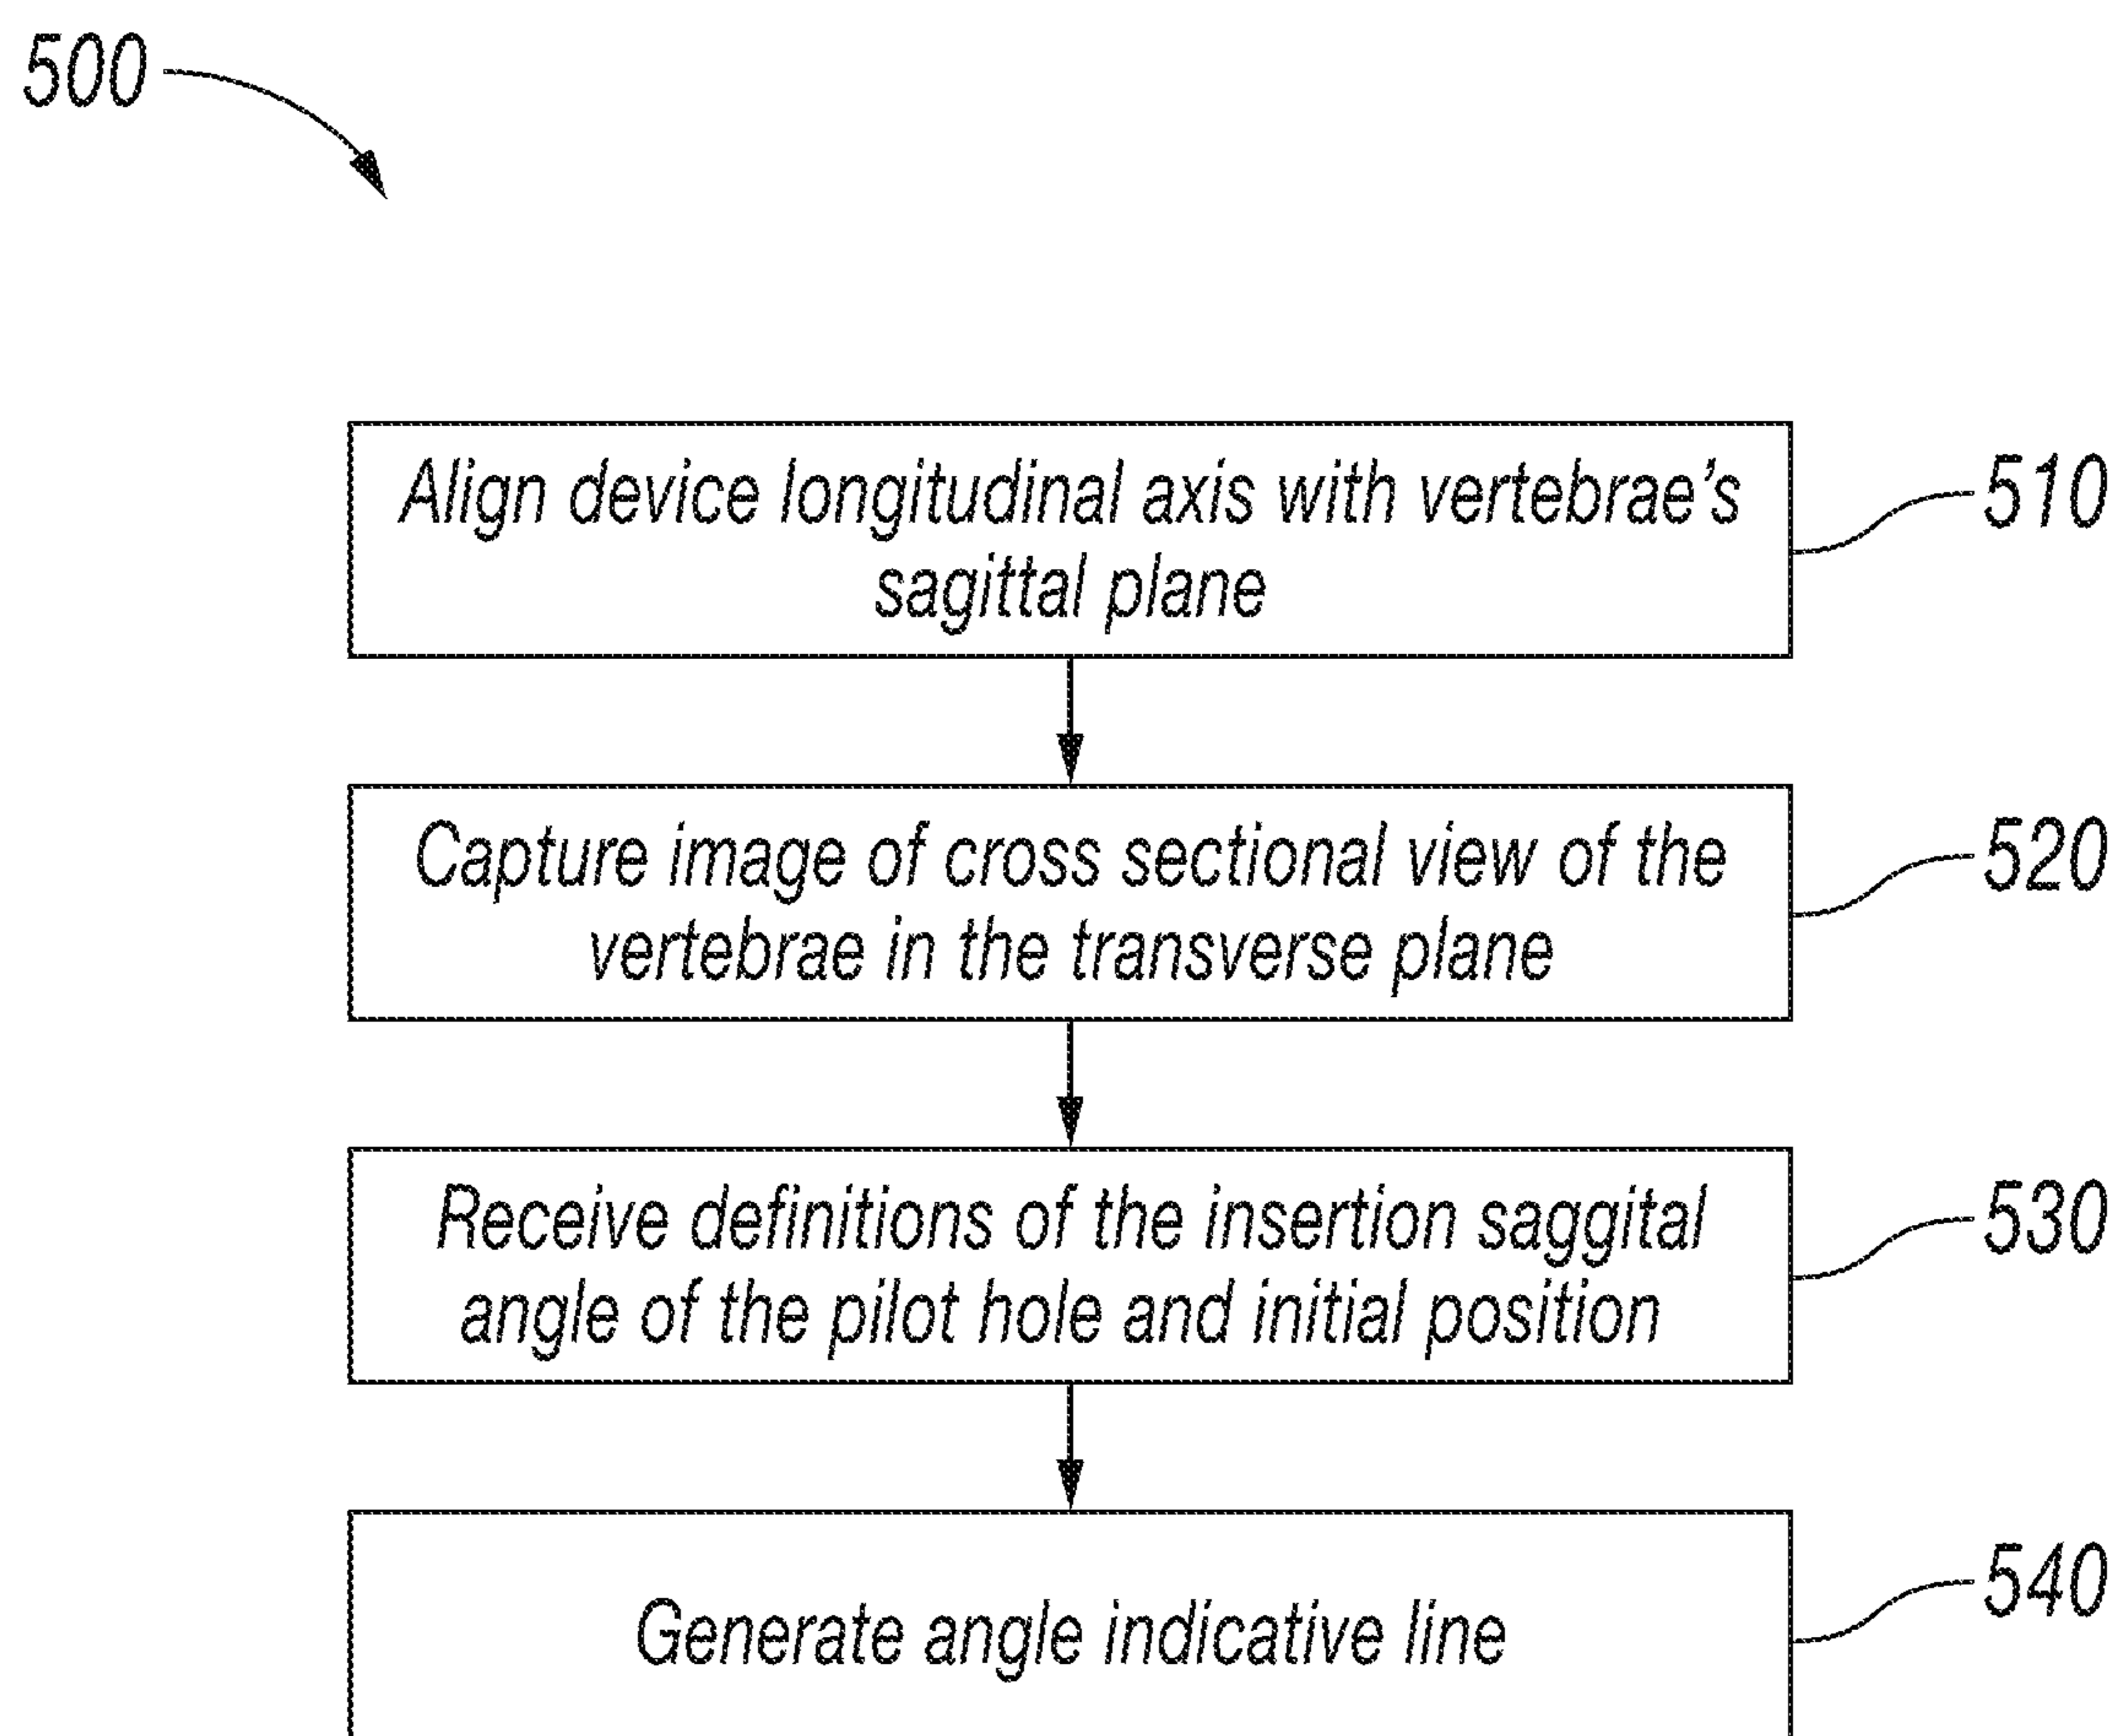 500
Align device longitudinal axis with vertebrae's
sagittal plane
510
Capture image of cross sectional view of the
vertebrae in the transverse plane
520
Receive definitions of the insertion saggital
angle of the pilot hole and initial position
530
Generate angle indicative line
540